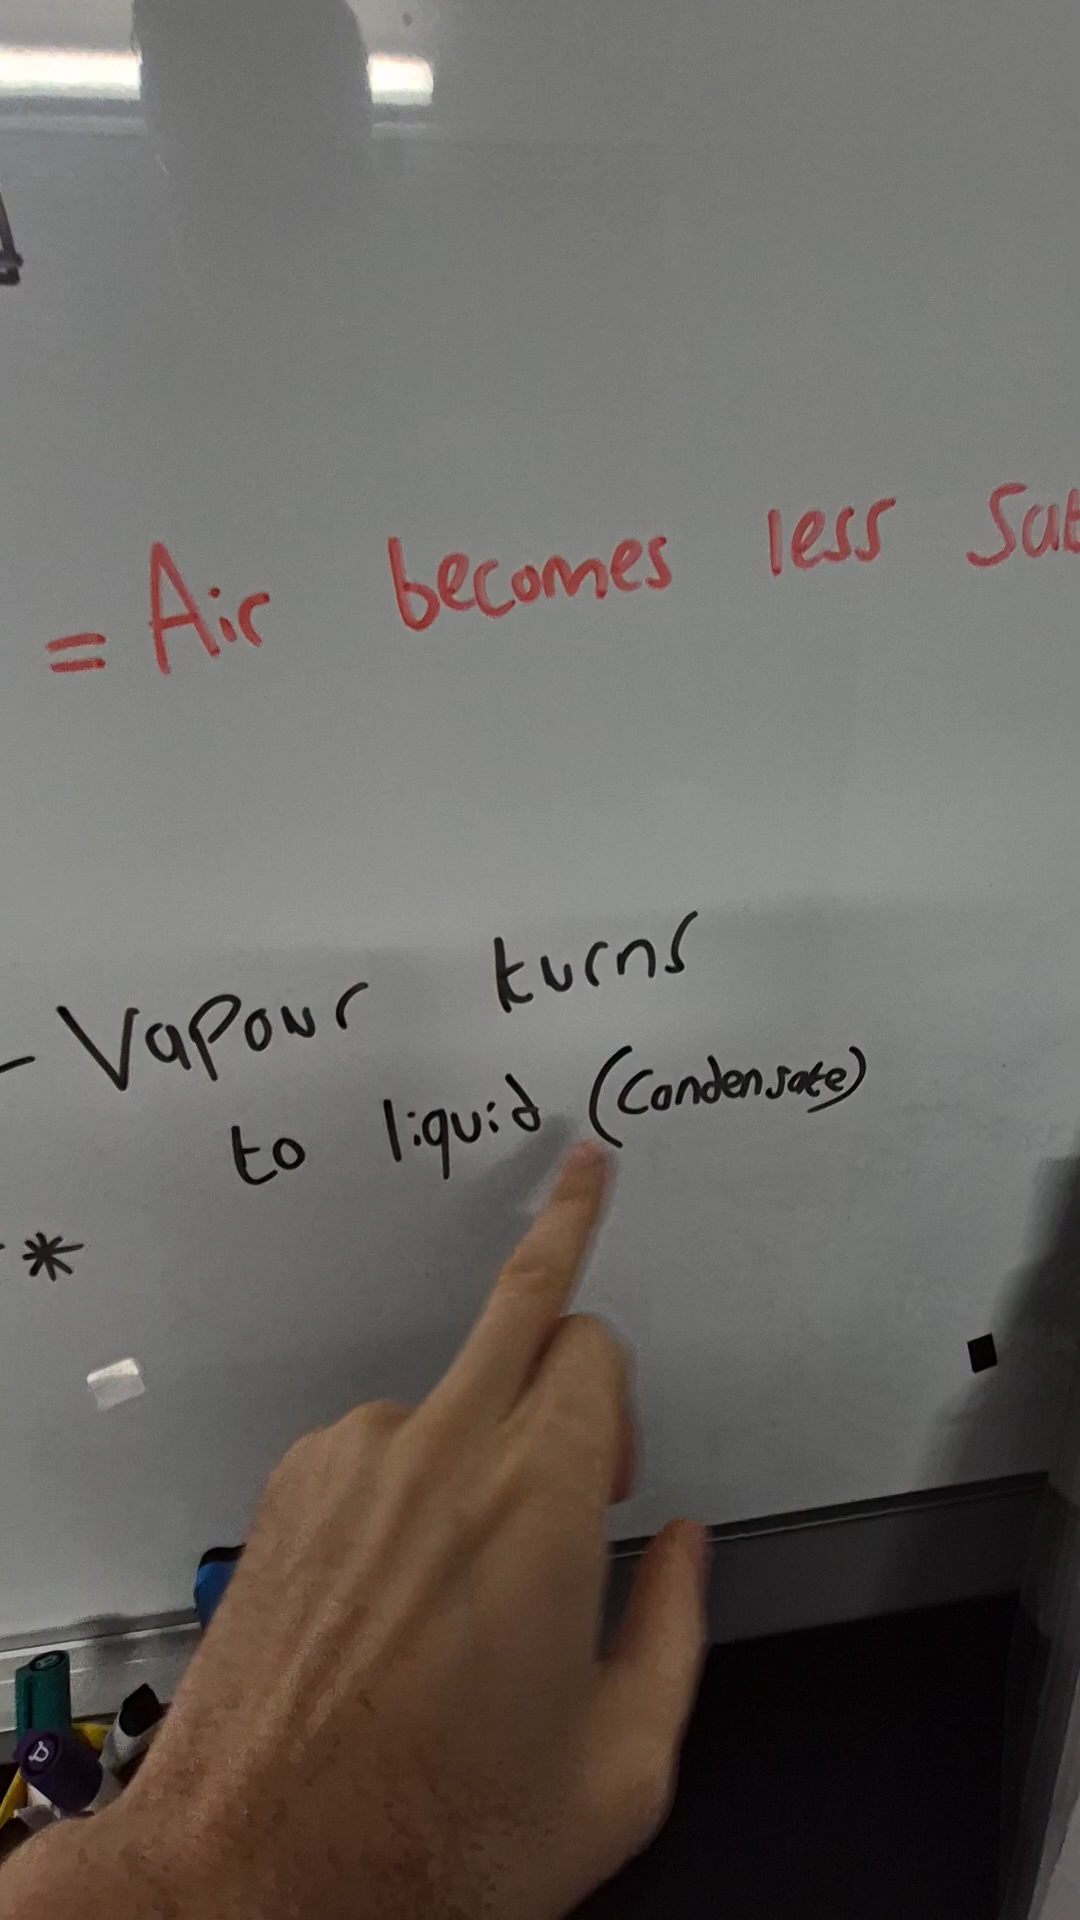 = Air becomes less
- Vapour turns
to liquid (Condensate)
*